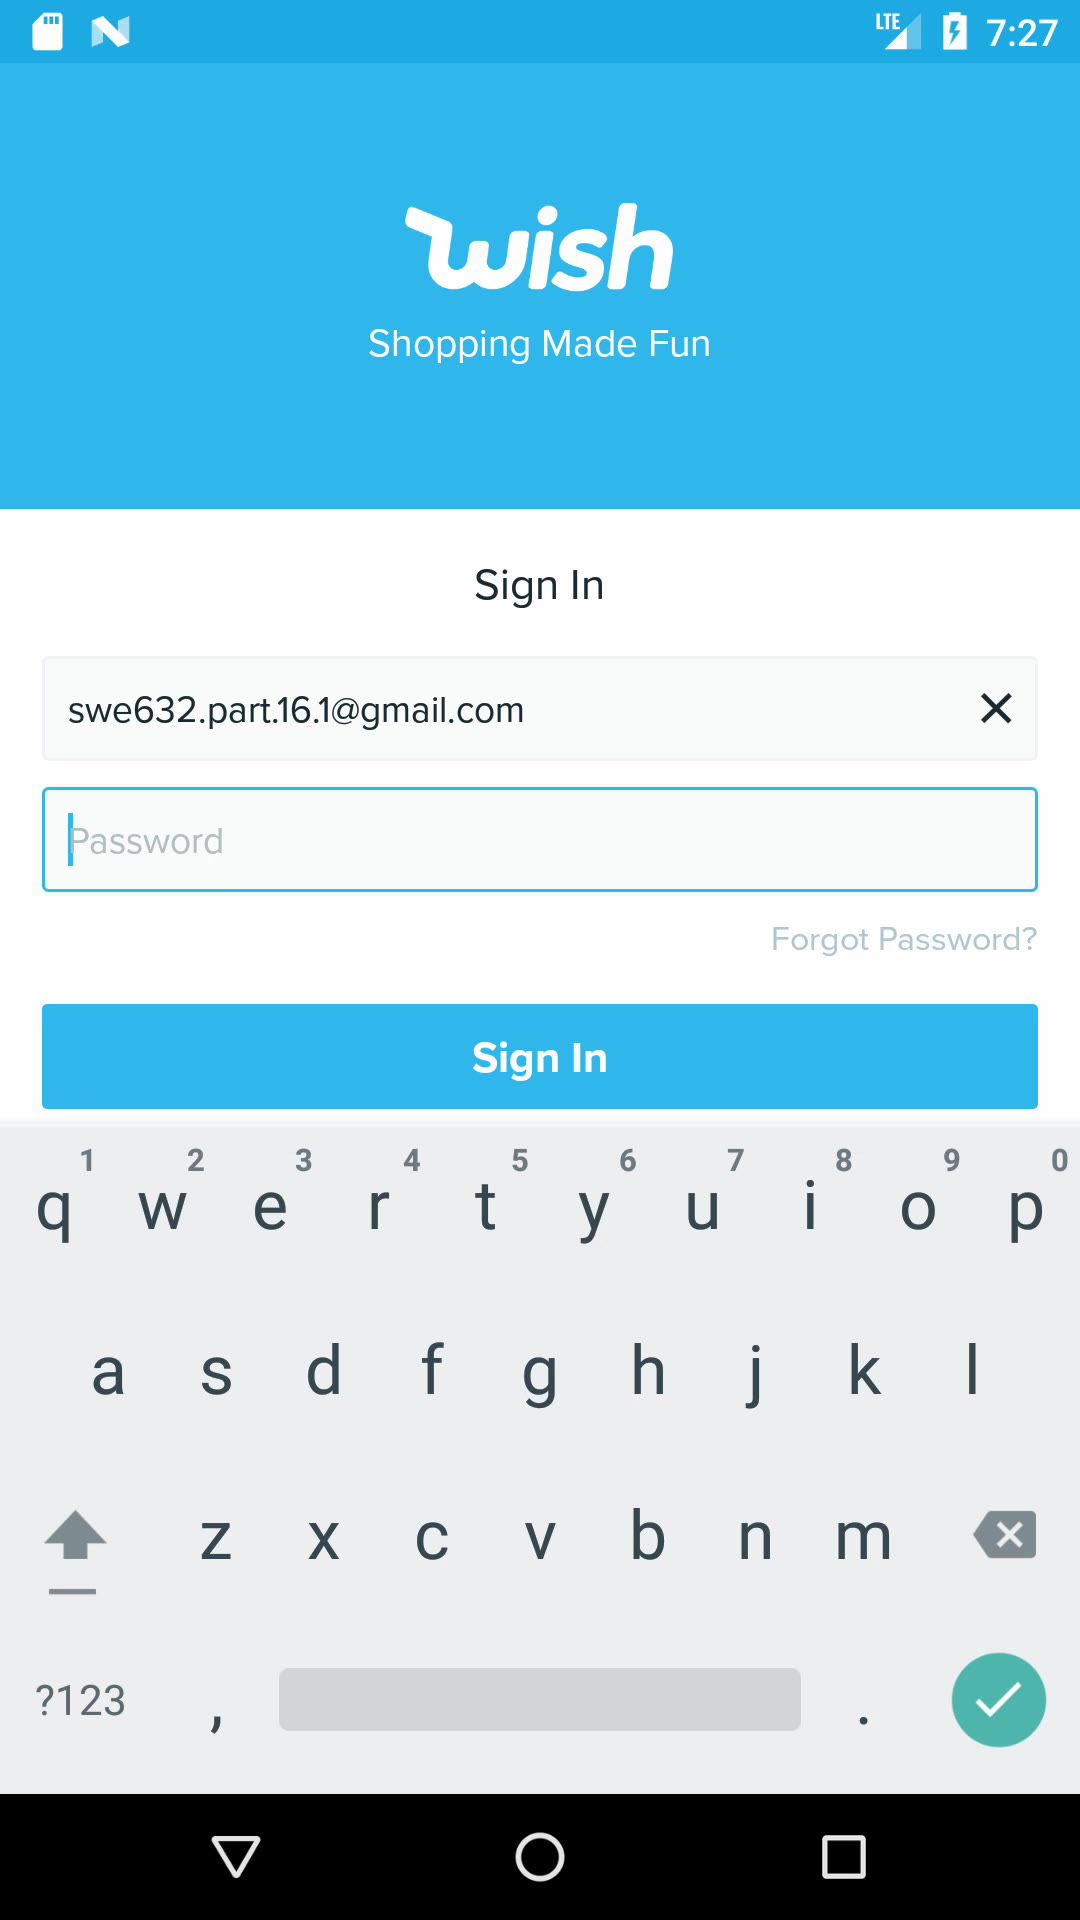 LTE 7:27
wish
Shopping Made Fun
Sign In
swe632.part.16.1@gmail.com
Password
Forgot Password?
Sign In
1 2 3 4 5 6 7 8 9 0
q w e r t y u i o p
a s d f g h j k l
z x c v b n m
?123 , .